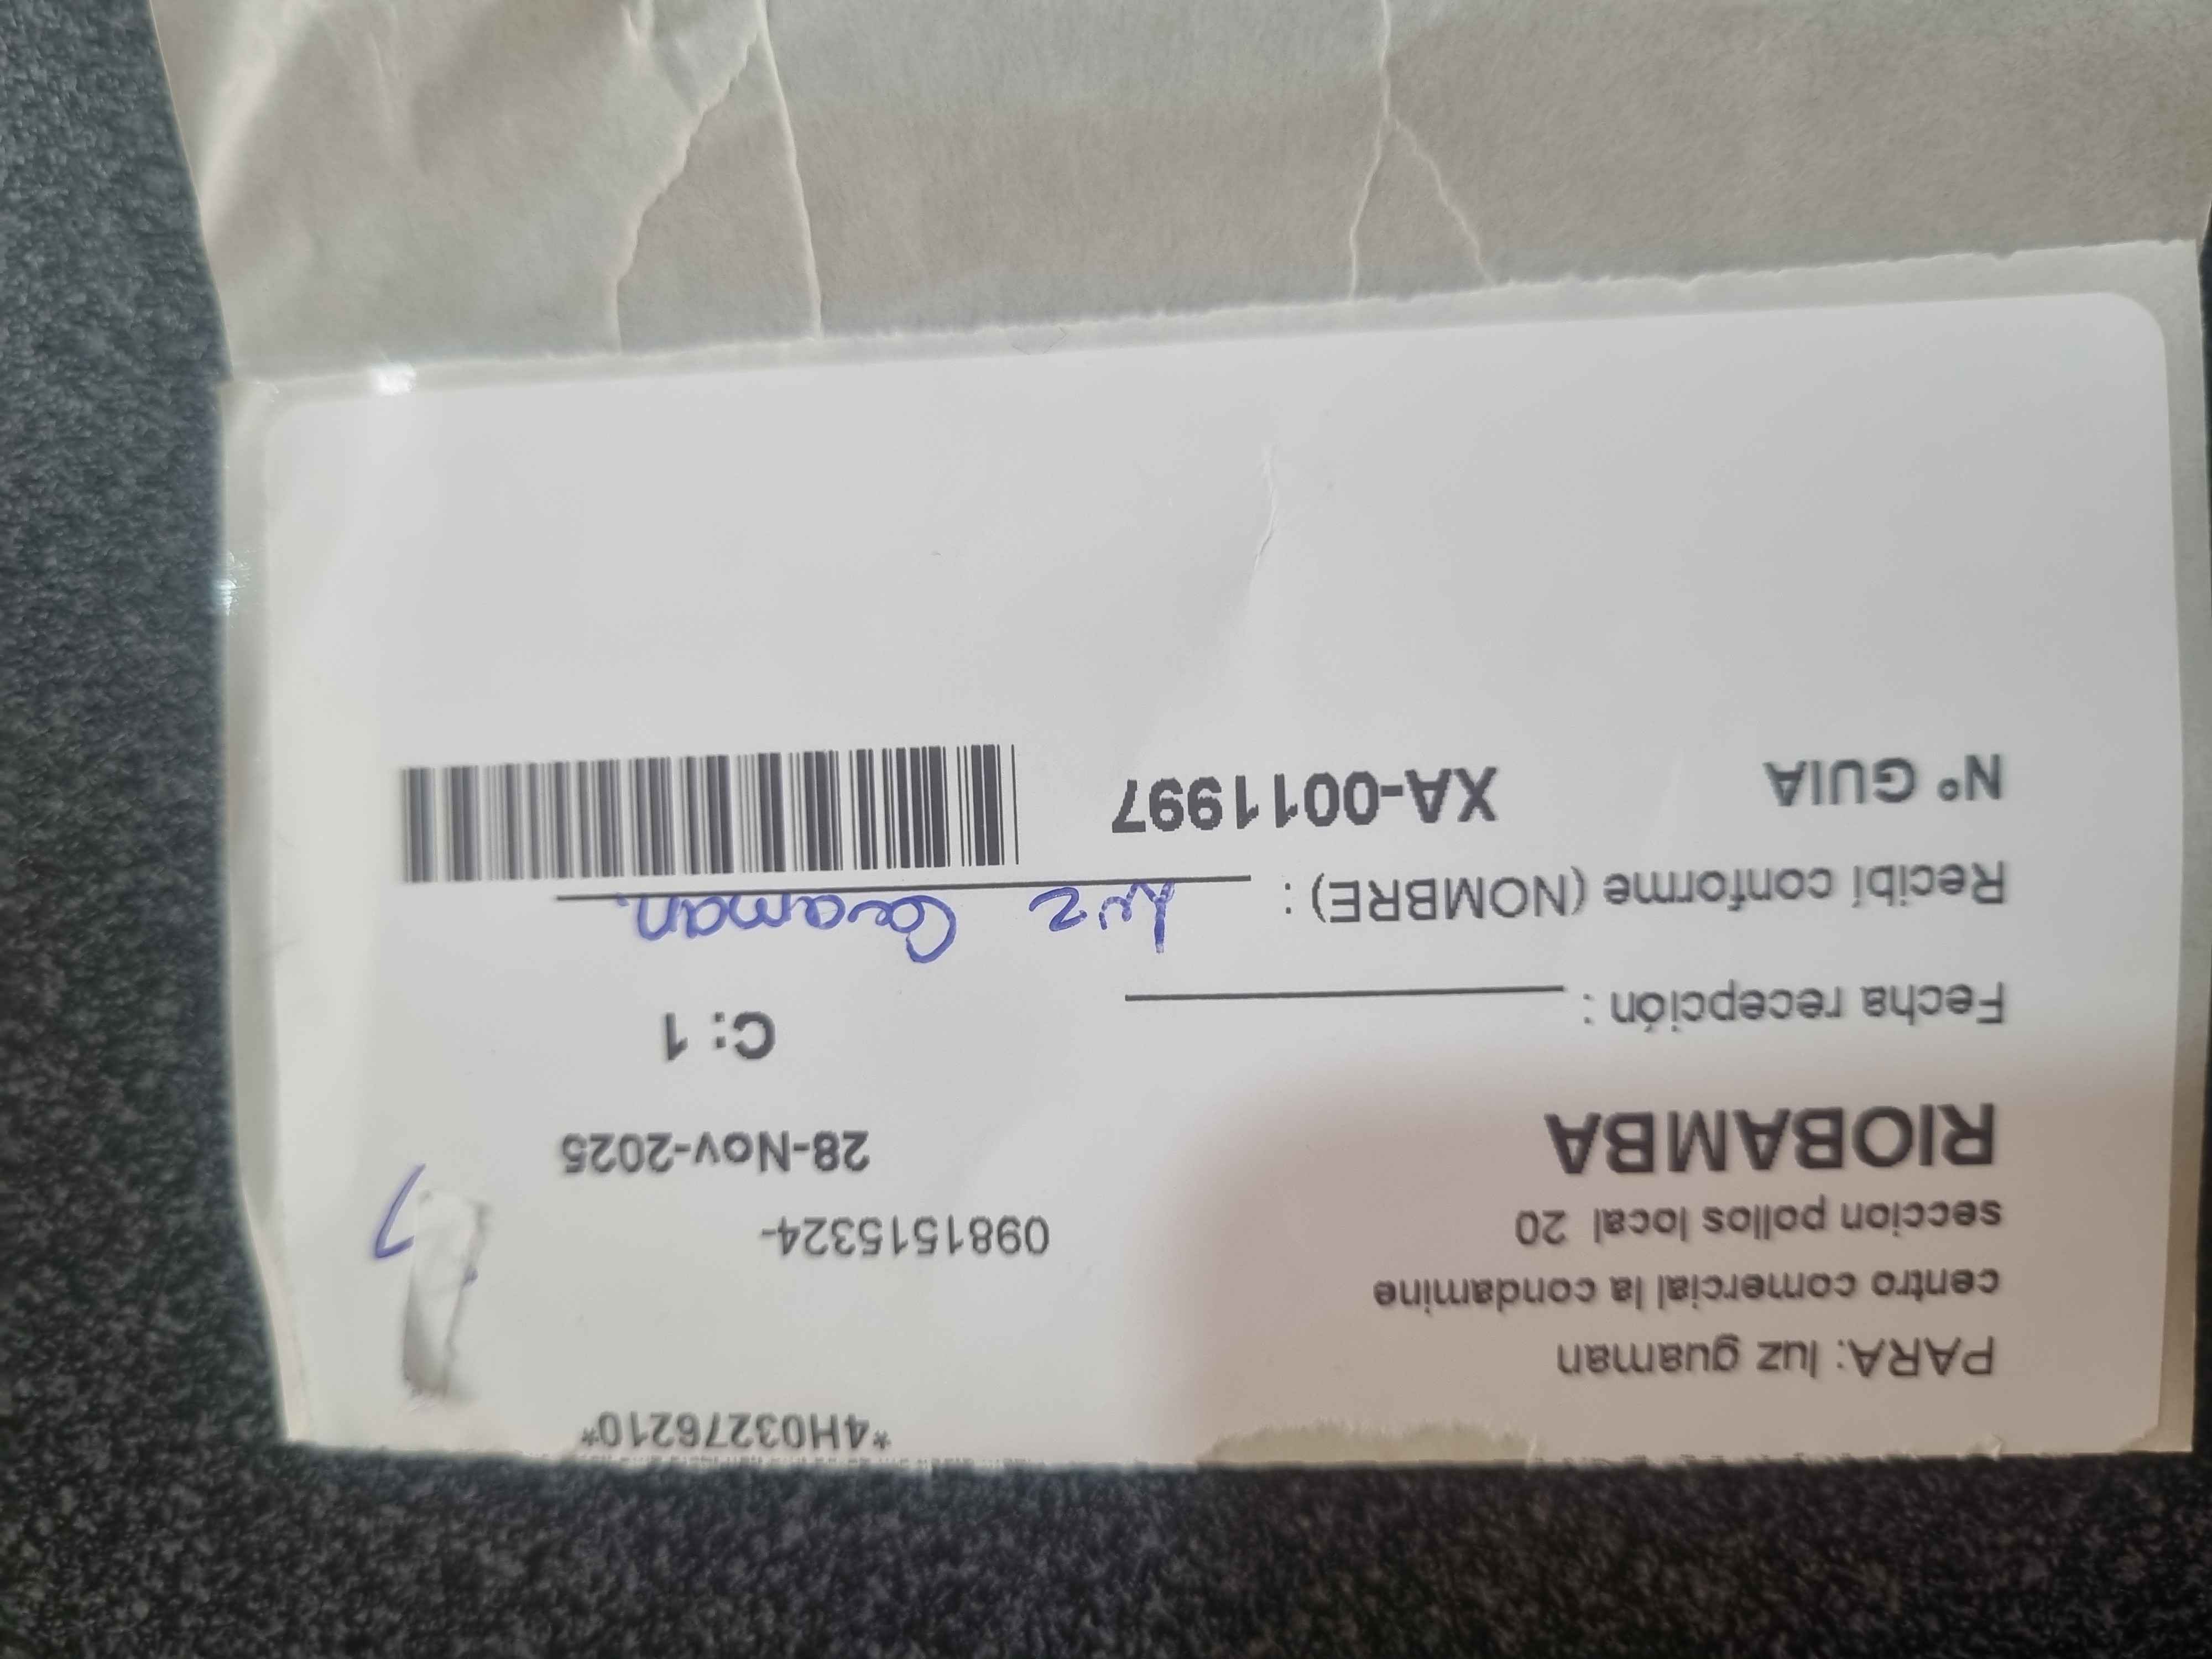 *4H03276210*
PARA: luz guaman
centro comercial la condamine
seccion pollos local 20 0981515324-
RIOBAMBA 28-Nov-2025
Fecha recepción : C: 1
Recibí conforme (NOMBRE) : Luz Guaman.
Nº GUIA XA-0011997